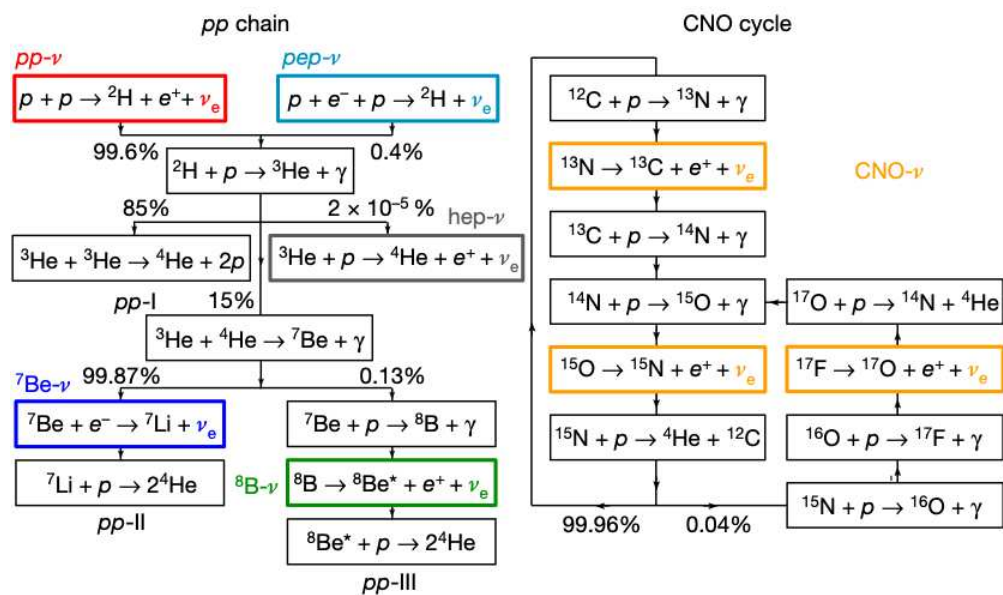 pp chain
CNO cycle
pp-ν
pep-ν
p + p → ²H + e⁺ + νₑ
p + e⁻ + p → ²H + νₑ
99.6%
0.4%
²H + p → ³He + γ
85%
2 × 10⁻⁵ %
hep-ν
³He + ³He → ⁴He + 2p
³He + p → ⁴He + e⁺ + νₑ
pp-I
15%
³He + ⁴He → ⁷Be + γ
⁷Be-ν
99.87%
0.13%
⁷Be + e⁻ → ⁷Li + νₑ
⁷Be + p → ⁸B + γ
⁷Li + p → 2⁴He
⁸B-ν
⁸B → ⁸Be* + e⁺ + νₑ
pp-II
⁸Be* + p → 2⁴He
pp-III
¹²C + p → ¹³N + γ
¹³N → ¹³C + e⁺ + νₑ
CNO-ν
¹³C + p → ¹⁴N + γ
¹⁴N + p → ¹⁵O + γ
¹⁷O + p → ¹⁴N + ⁴He
¹⁵O → ¹⁵N + e⁺ + νₑ
¹⁷F → ¹⁷O + e⁺ + νₑ
¹⁵N + p → ⁴He + ¹²C
¹⁶O + p → ¹⁷F + γ
99.96%
0.04%
¹⁵N + p → ¹⁶O + γ